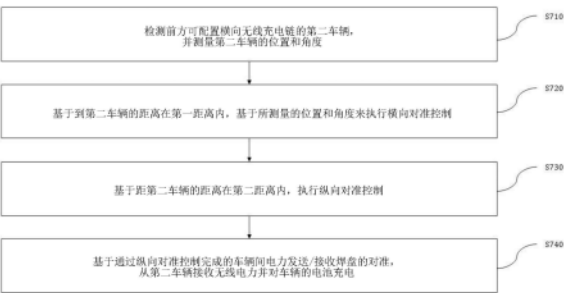 检测前方可配置横向无线充电链的第二车辆，
并测量第二车辆的位置和角度
S710
基于到第二车辆的距离在第一距离内，基于所测量的位置和角度来执行横向对准控制
S720
基于距第二车辆的距离在第二距离内，执行纵向对准控制
S730
基于通过纵向对准控制完成的车辆间电力发送/接收焊盘的对准，
从第二车辆接收无线电力并对车辆的电池充电
S740